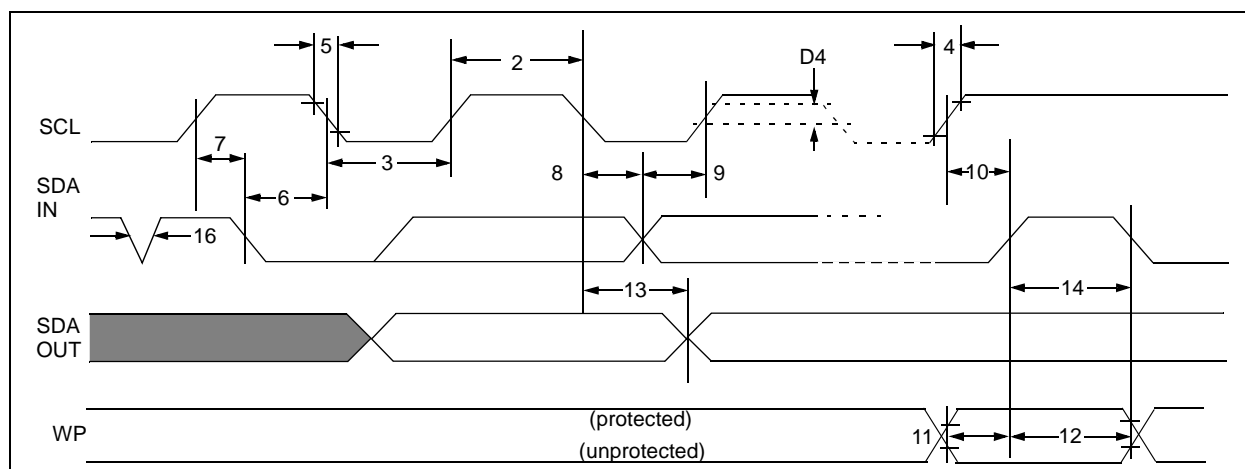 5
2
D4
4
SCL
7
3
8
9
10
SDA
IN
6
16
13
14
SDA
OUT
(protected)
WP
11
12
(unprotected)